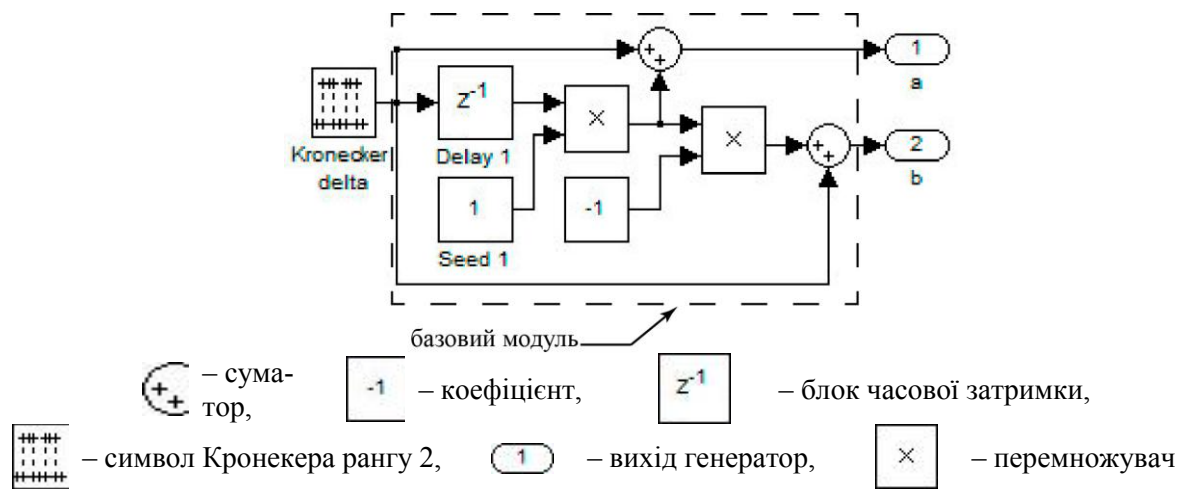 1
a
z-1
×
×
2
b
Kronecker
delta
Delay 1
1
-1
Seed 1
базовий модуль
– сума-
тор,
-1 – коефіцієнт, z-1 – блок часової затримки,
– символ Кронекера рангу 2, 1 – вихід генератор, × – перемножувач